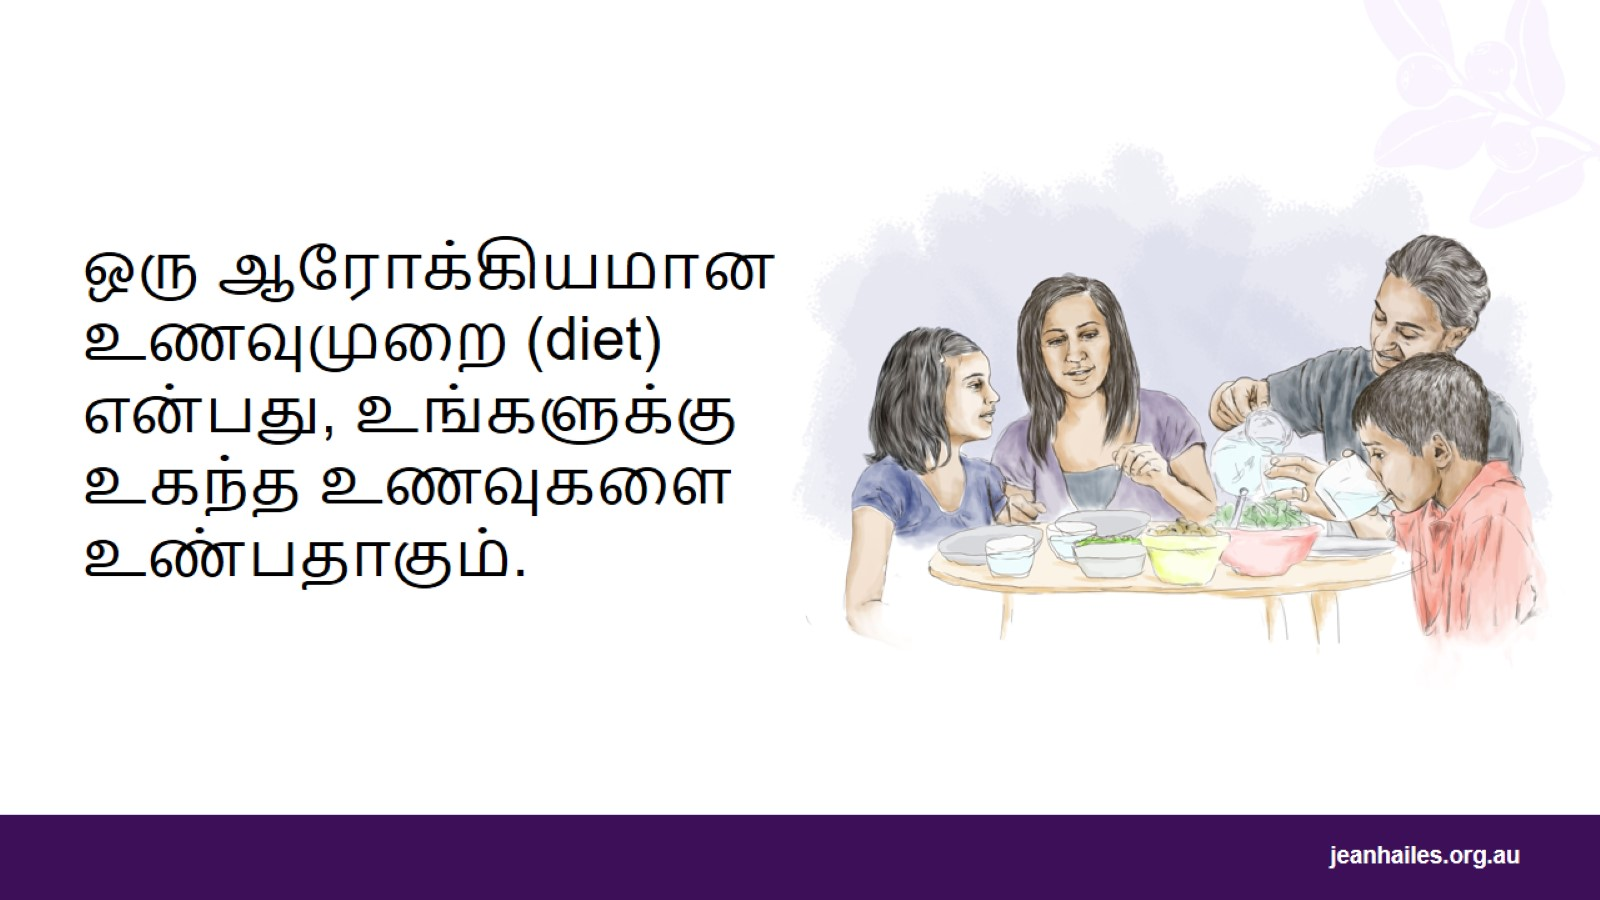 ஒரு ஆரோக்கியமான
உணவுமுறை (diet)
என்பது, உங்களுக்கு
உகந்த உணவுகளை
உண்பதாகும்.
jeanhailes.org.au